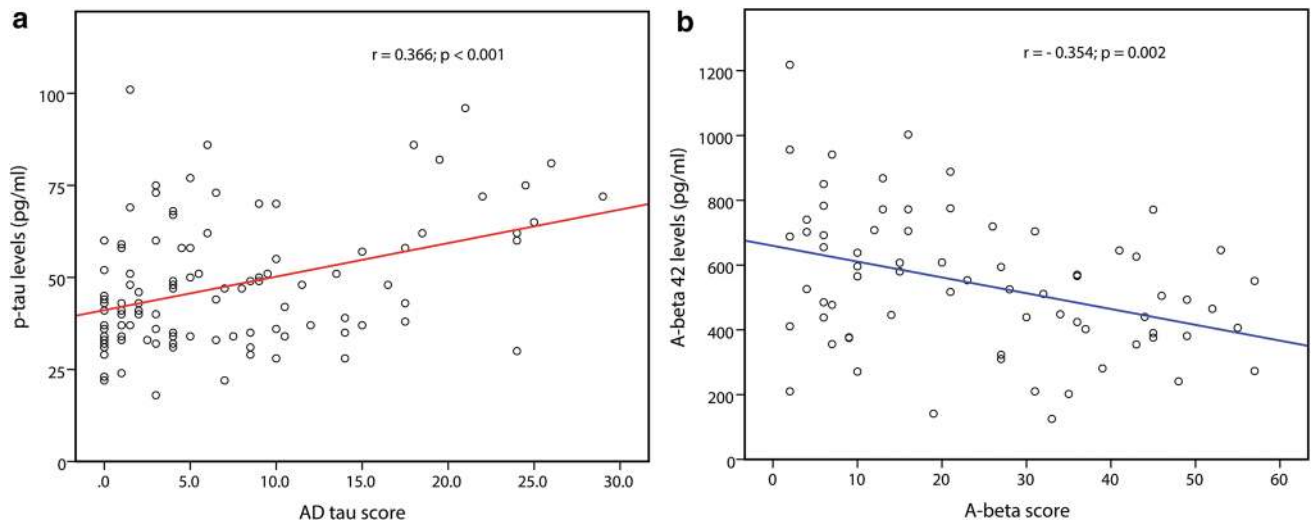 a
r = 0.366; p < 0.001
p-tau levels (pg/ml)
100
75
50
25
0
.0 5.0 10.0 15.0 20.0 25.0 30.0
AD tau score
b
r = - 0.354; p = 0.002
A-beta 42 levels (pg/ml)
1200
1000
800
600
400
200
0
0 10 20 30 40 50 60
A-beta score